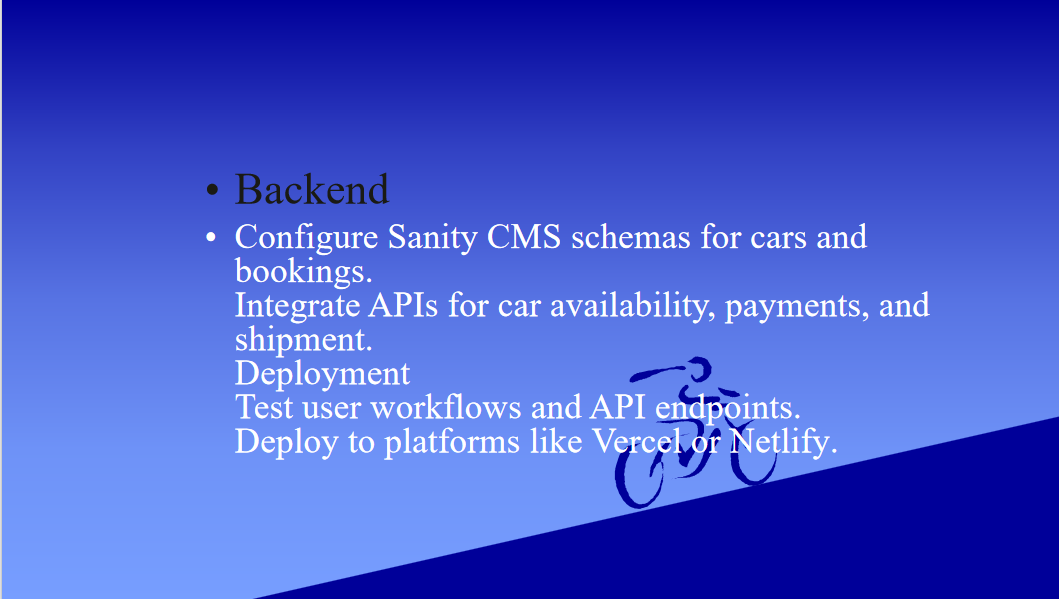 • Backend
• Configure Sanity CMS schemas for cars and
bookings.
Integrate APIs for car availability, payments, and
shipment.
Deployment
Test user workflows and API endpoints.
Deploy to platforms like Vercel or Netlify.